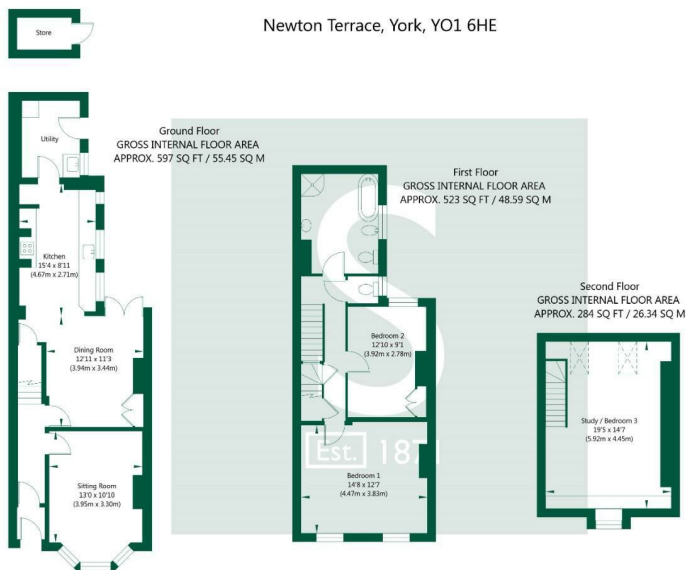 Newton Terrace, York, YO1 6HE
Store
Utility
Ground Floor
GROSS INTERNAL FLOOR AREA
APPROX. 597 SQ FT / 55.45 SQ M
Kitchen
15'4 x 8'11
(4.67m x 2.71m)
Dining Room
12'11 x 11'3
(3.94m x 3.44m)
Sitting Room
13'0 x 10'10
(3.95m x 3.30m)
First Floor
GROSS INTERNAL FLOOR AREA
APPROX. 523 SQ FT / 48.59 SQ M
Bedroom 2
12'10 x 9'1
(3.92m x 2.78m)
S
Est. 1871
Bedroom 1
14'8 x 12'7
(4.47m x 3.83m)
Second Floor
GROSS INTERNAL FLOOR AREA
APPROX. 284 SQ FT / 26.34 SQ M
Study / Bedroom 3
19'5 x 14'7
(5.92m x 4.45m)